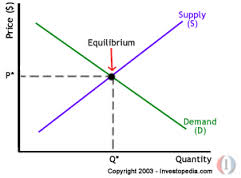 Price ($)
Supply
(S)
Equilibrium
P*
Demand
(D)
Q*
Quantity
Copyright 2003 - Investopedia.com